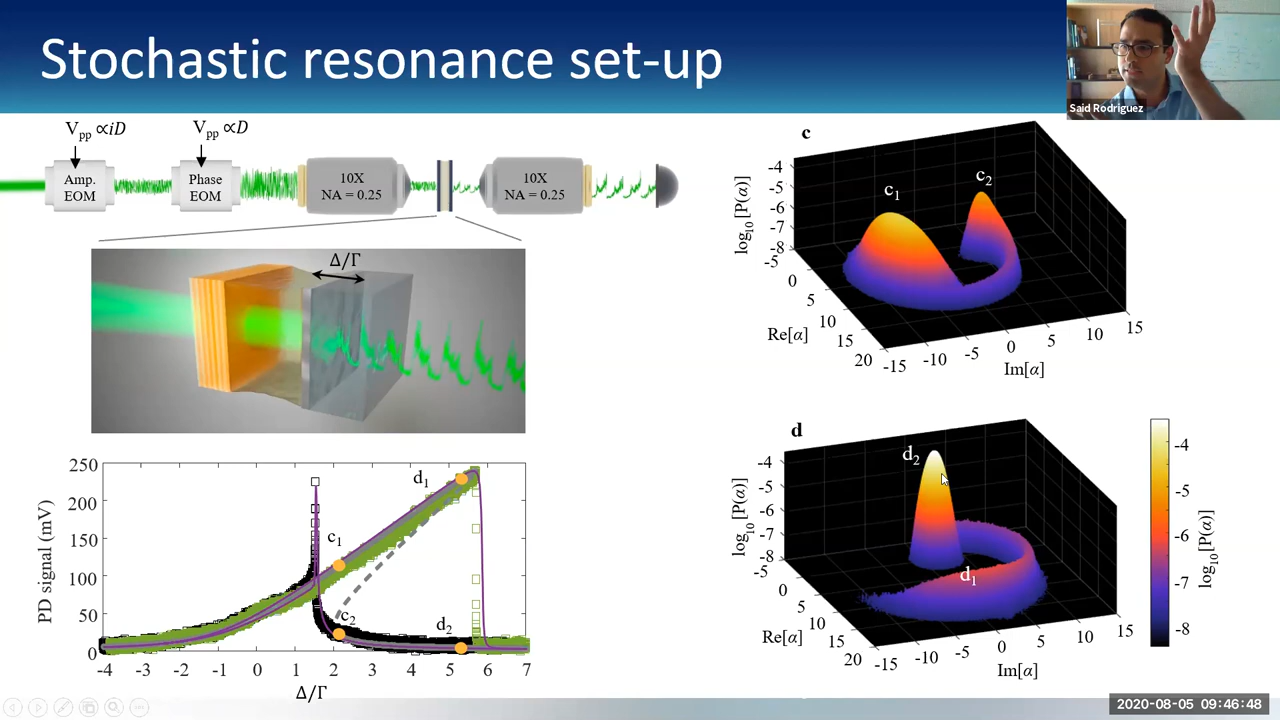 Stochastic resonance set-up
Said Rodriguez
Vpp ∝iD
Vpp ∝D
Amp.
EOM
Phase
EOM
10X
NA = 0.25
10X
NA = 0.25
Δ/Γ
PD signal (mV)
250
200
150
100
50
0
-4 -3 -2 -1 0 1 2 3 4 5 6 7
Δ/Γ
c1
c2
d1
d2
c
log10[P(α)]
-4
-5
-6
-7
-8
c1
c2
-5
0
5
10
15
20
Re[α]
-15 -10 -5 0 5 10 15
Im[α]
d
log10[P(α)]
-4
-5
-6
-7
-8
d2
d1
-5
0
5
10
15
20
Re[α]
-15 -10 -5 0 5 10 15
Im[α]
-4
-5
-6
-7
-8
log10[P(α)]
2020-08-05 09:46:48